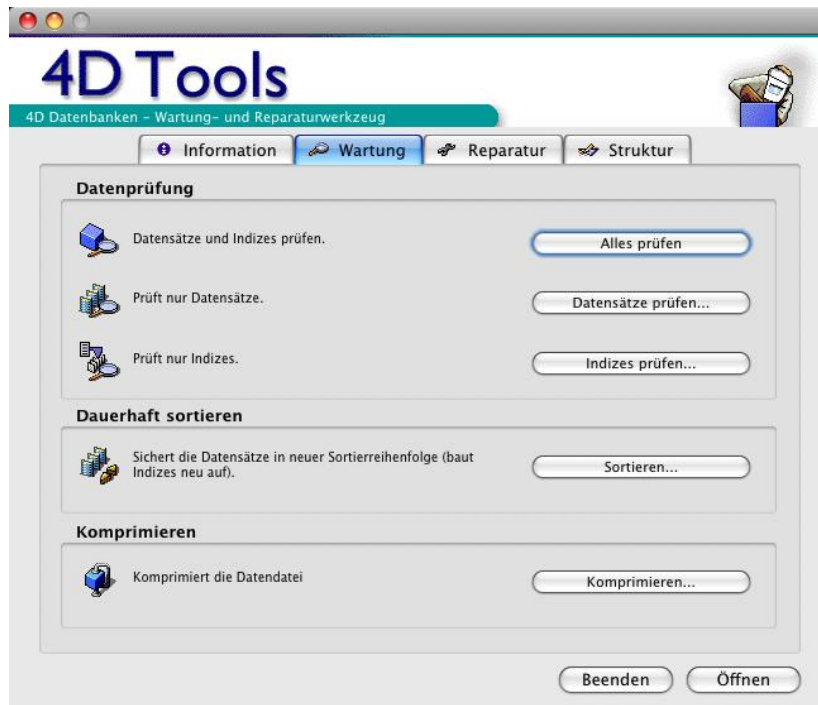 4D Tools
4D Datenbanken – Wartung- und Reparaturwerkzeug
Information Wartung Reparatur Struktur
Datenprüfung
Datensätze und Indizes prüfen. Alles prüfen
Prüft nur Datensätze. Datensätze prüfen...
Prüft nur Indizes. Indizes prüfen...
Dauerhaft sortieren
Sichert die Datensätze in neuer Sortierreihenfolge (baut
Indizes neu auf). Sortieren...
Komprimieren
Komprimiert die Datendatei Komprimieren...
Beenden Öffnen